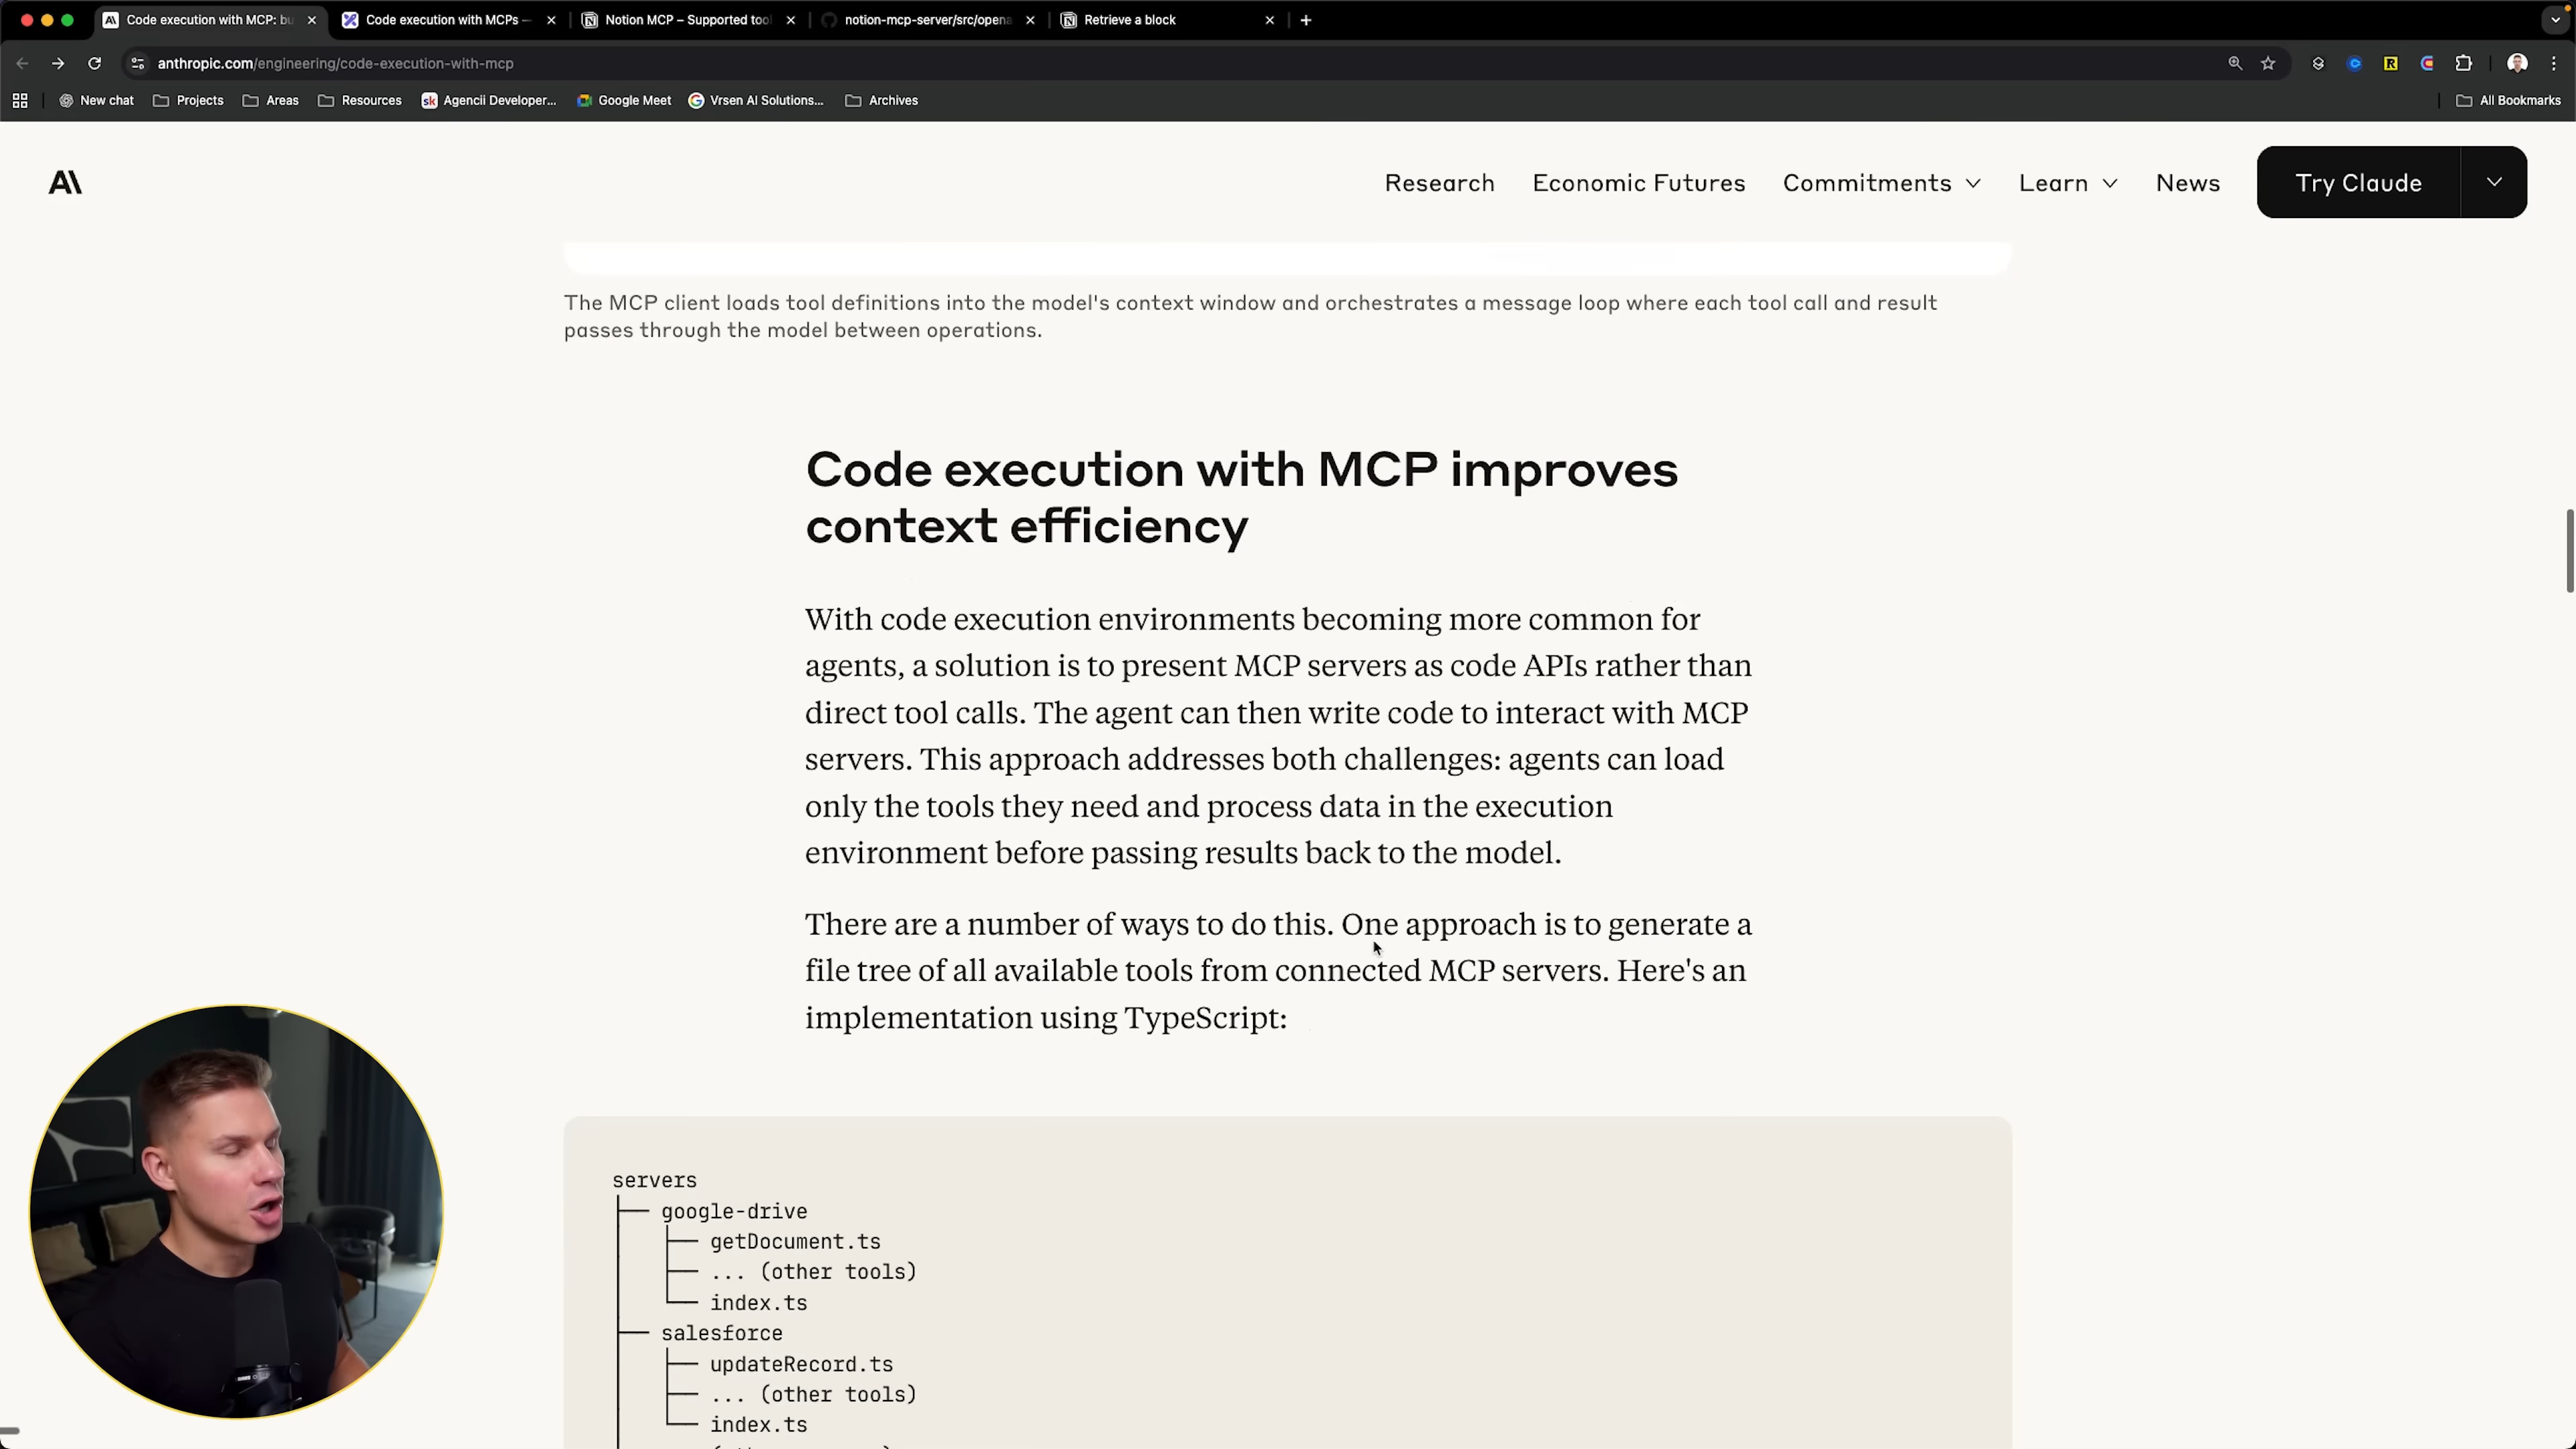 Code execution with MCP: bu
Code execution with MCPs –
Notion MCP – Supported tool
notion-mcp-server/src/opena
Retrieve a block
anthropic.com/engineering/code-execution-with-mcp
New chat
Projects
Areas
Resources
sk
Agencii Developer...
Google Meet
Vrsen AI Solutions...
Archives
All Bookmarks
Research
Economic Futures
Commitments
Learn
News
Try Claude
The MCP client loads tool definitions into the model's context window and orchestrates a message loop where each tool call and result
passes through the model between operations.
Code execution with MCP improves
context efficiency
With code execution environments becoming more common for
agents, a solution is to present MCP servers as code APIs rather than
direct tool calls. The agent can then write code to interact with MCP
servers. This approach addresses both challenges: agents can load
only the tools they need and process data in the execution
environment before passing results back to the model.
There are a number of ways to do this. One approach is to generate a
file tree of all available tools from connected MCP servers. Here's an
implementation using TypeScript:
servers
├── google-drive
│   ├── getDocument.ts
│   ├── ... (other tools)
│   └── index.ts
├── salesforce
│   ├── updateRecord.ts
│   ├── ... (other tools)
│   └── index.ts